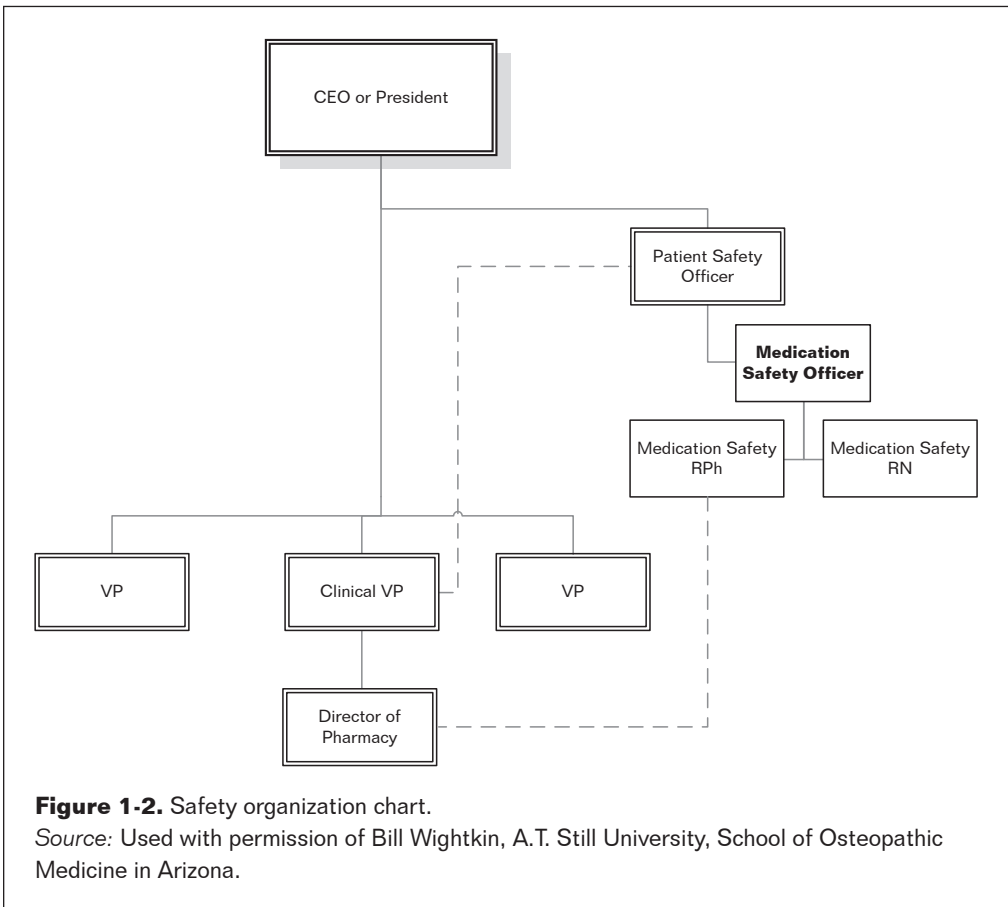 CEO or President
Patient Safety
Officer
Medication
Safety Officer
Medication Safety
RPh
Medication Safety
RN
VP
Clinical VP
VP
Director of
Pharmacy
Figure 1-2. Safety organization chart.
Source: Used with permission of Bill Wightkin, A.T. Still University, School of Osteopathic
Medicine in Arizona.